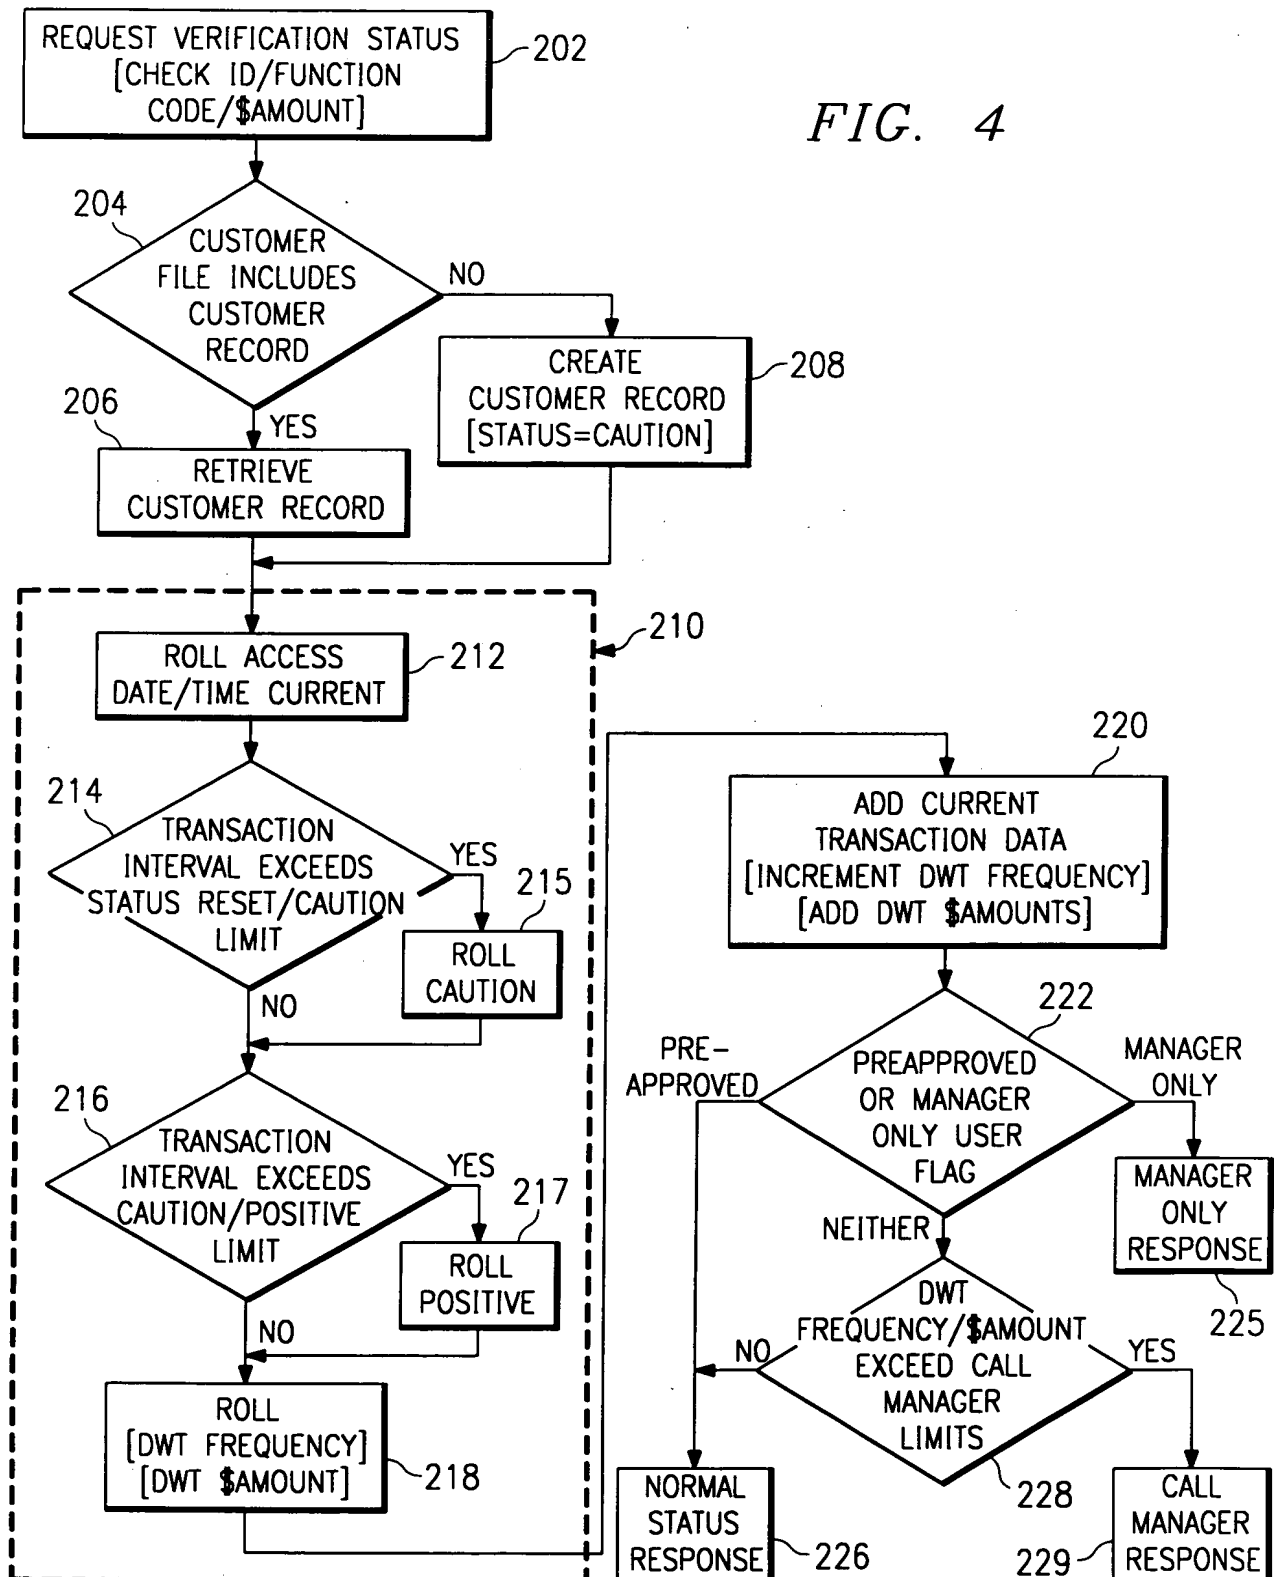 REQUEST VERIFICATION STATUS
[CHECK ID/FUNCTION
CODE/$AMOUNT]
202
FIG. 4
204
CUSTOMER
FILE INCLUDES
CUSTOMER
RECORD
NO
CREATE
CUSTOMER RECORD
[STATUS=CAUTION]
208
206
YES
RETRIEVE
CUSTOMER RECORD
210
ROLL ACCESS
DATE/TIME CURRENT
212
214
TRANSACTION
INTERVAL EXCEEDS
STATUS RESET/CAUTION
LIMIT
YES
215
ROLL
CAUTION
NO
216
TRANSACTION
INTERVAL EXCEEDS
CAUTION/POSITIVE
LIMIT
YES
217
ROLL
POSITIVE
NO
ROLL
[DWT FREQUENCY]
[DWT $AMOUNT]
218
220
ADD CURRENT
TRANSACTION DATA
[INCREMENT DWT FREQUENCY]
[ADD DWT $AMOUNTS]
222
PRE-
APPROVED
PREAPPROVED
OR MANAGER
ONLY USER
FLAG
MANAGER
ONLY
MANAGER
ONLY
RESPONSE
225
NEITHER
DWT
FREQUENCY/$AMOUNT
EXCEED CALL
MANAGER
LIMITS
NO
YES
228
NORMAL
STATUS
RESPONSE
226
CALL
MANAGER
RESPONSE
229